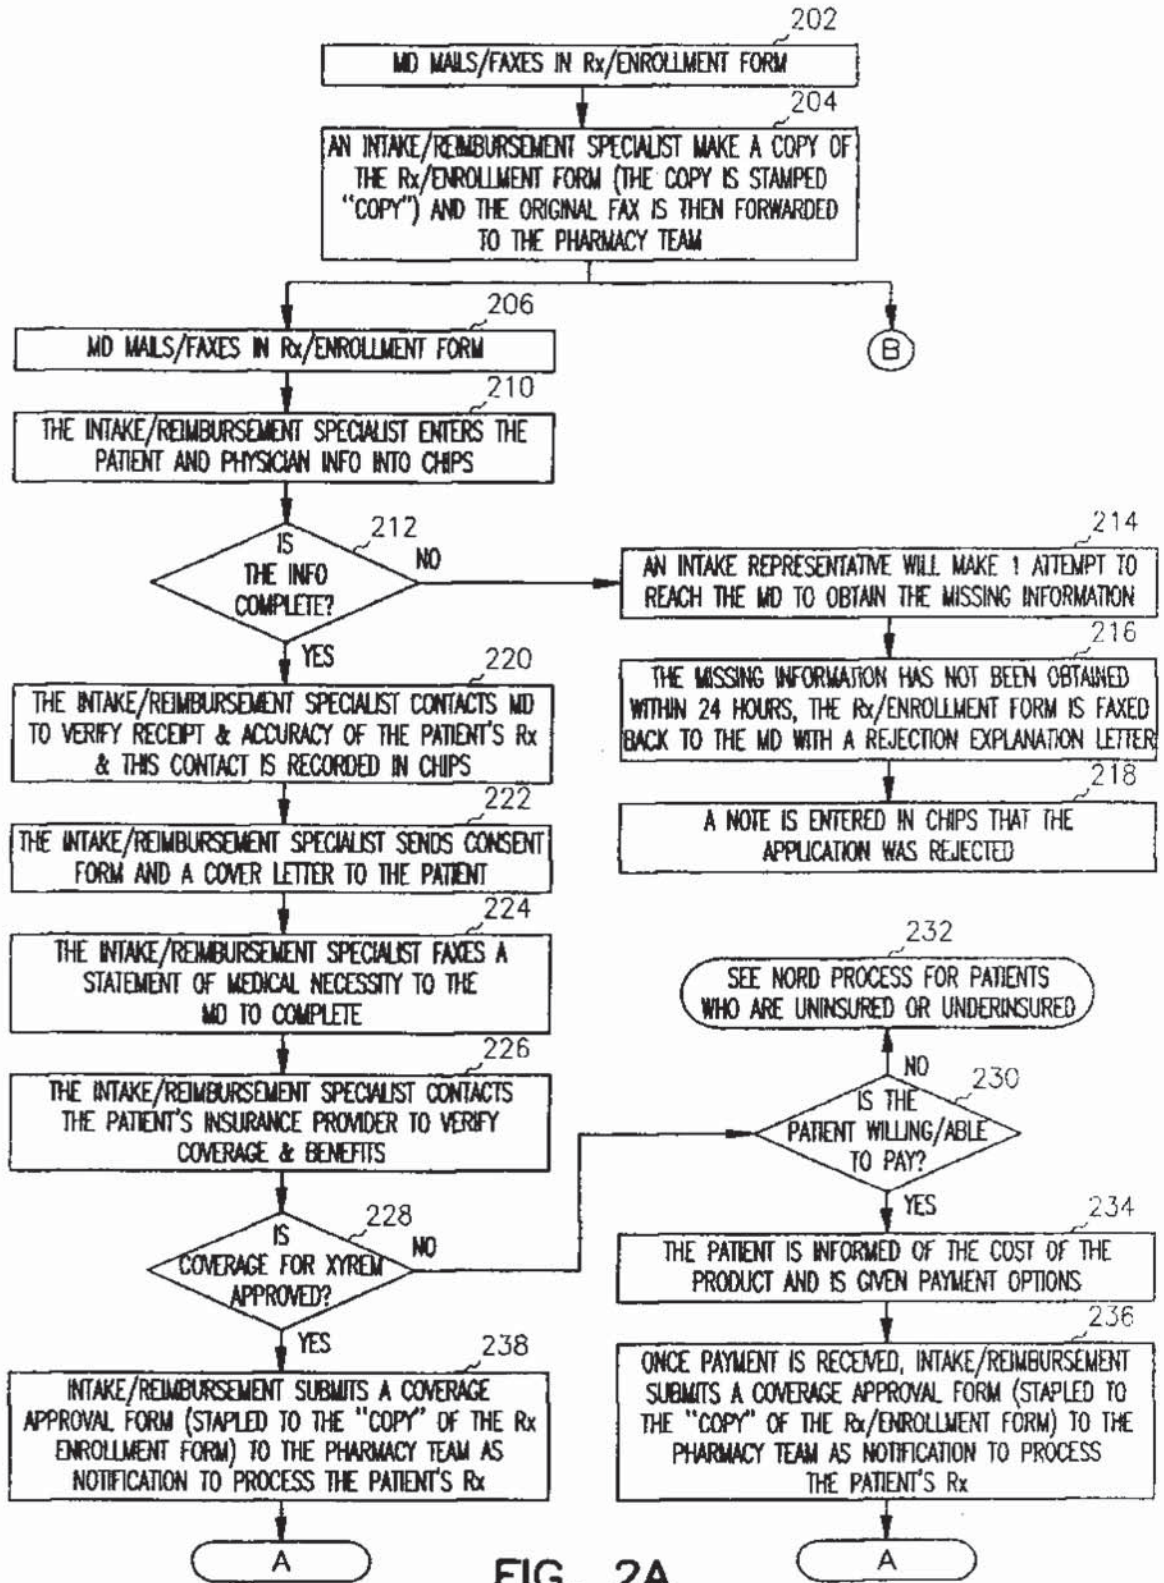 202
MD MAILS/FAXES IN Rx/ENROLLMENT FORM
204
AN INTAKE/REIMBURSEMENT SPECIALIST MAKE A COPY OF
THE Rx/ENROLLMENT FORM (THE COPY IS STAMPED
"COPY") AND THE ORIGINAL FAX IS THEN FORWARDED
TO THE PHARMACY TEAM
206
MD MAILS/FAXES IN Rx/ENROLLMENT FORM
B
210
THE INTAKE/REIMBURSEMENT SPECIALIST ENTERS THE
PATIENT AND PHYSICIAN INFO INTO CHIPS
212
IS
THE INFO
COMPLETE?
NO
YES
214
AN INTAKE REPRESENTATIVE WILL MAKE 1 ATTEMPT TO
REACH THE MD TO OBTAIN THE MISSING INFORMATION
216
THE MISSING INFORMATION HAS NOT BEEN OBTAINED
WITHIN 24 HOURS, THE Rx/ENROLLMENT FORM IS FAXED
BACK TO THE MD WITH A REJECTION EXPLANATION LETTER
218
A NOTE IS ENTERED IN CHIPS THAT THE
APPLICATION WAS REJECTED
220
THE INTAKE/REIMBURSEMENT SPECIALIST CONTACTS MD
TO VERIFY RECEIPT & ACCURACY OF THE PATIENT'S Rx
& THIS CONTACT IS RECORDED IN CHIPS
222
THE INTAKE/REIMBURSEMENT SPECIALIST SENDS CONSENT
FORM AND A COVER LETTER TO THE PATIENT
224
THE INTAKE/REIMBURSEMENT SPECIALIST FAXES A
STATEMENT OF MEDICAL NECESSITY TO THE
MD TO COMPLETE
226
THE INTAKE/REIMBURSEMENT SPECIALIST CONTACTS
THE PATIENT'S INSURANCE PROVIDER TO VERIFY
COVERAGE & BENEFITS
228
IS
COVERAGE FOR XYREM
APPROVED?
NO
YES
232
SEE NORD PROCESS FOR PATIENTS
WHO ARE UNINSURED OR UNDERINSURED
NO
230
IS THE
PATIENT WILLING/ABLE
TO PAY?
YES
234
THE PATIENT IS INFORMED OF THE COST OF THE
PRODUCT AND IS GIVEN PAYMENT OPTIONS
236
ONCE PAYMENT IS RECEIVED, INTAKE/REIMBURSEMENT
SUBMITS A COVERAGE APPROVAL FORM (STAPLED TO
THE "COPY" OF THE Rx/ENROLLMENT FORM) TO THE
PHARMACY TEAM AS NOTIFICATION TO PROCESS
THE PATIENT'S Rx
238
INTAKE/REIMBURSEMENT SUBMITS A COVERAGE
APPROVAL FORM (STAPLED TO THE "COPY" OF THE Rx
ENROLLMENT FORM) TO THE PHARMACY TEAM AS
NOTIFICATION TO PROCESS THE PATIENT'S Rx
A
A
FIG. 2A